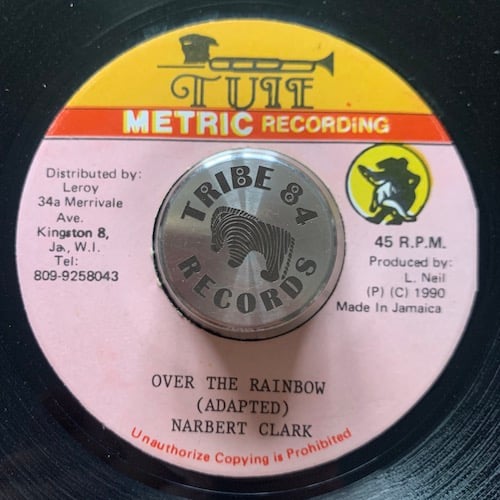 TUIF
METRIC RECORDING
Distributed by:
Leroy
34a Merrivale
Ave.
Kingston 8,
Ja., W.I.
Tel:
809-9258043
TRIBE 84
RECORDS
45 R.P.M.
Produced by:
L. Neil
(P) (C) 1990
Made In Jamaica
OVER THE RAINBOW
(ADAPTED)
NARBERT CLARK
Unauthorize Copying is Prohibited